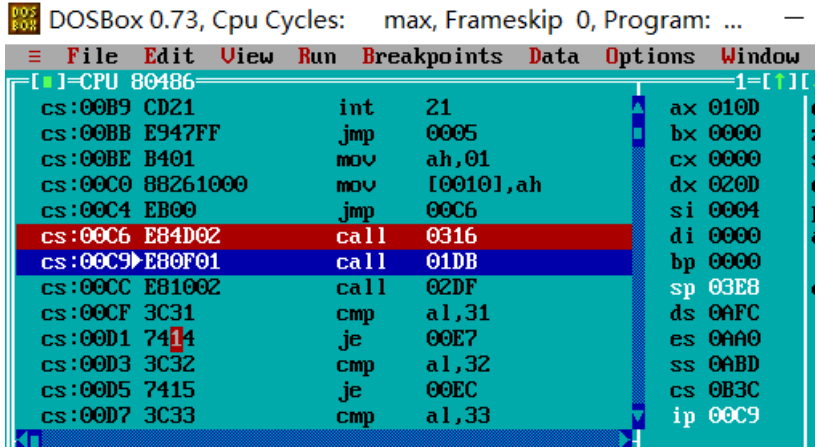 DOSBox 0.73, Cpu Cycles: max, Frameskip 0, Program: ...
≡ File Edit View Run Breakpoints Data Options Window
[■]=CPU 80486 1=[↑][
cs:00B9 CD21 int 21 ax 010D
cs:00BB E947FF jmp 0005 bx 0000
cs:00BE B401 mov ah,01 cx 0000
cs:00C0 88261000 mov [0010],ah dx 020D
cs:00C4 EB00 jmp 00C6 si 0004
cs:00C6 E84D02 call 0316 di 0000
cs:00C9►E80F01 call 01DB bp 0000
cs:00CC E81002 call 02DF sp 03E8
cs:00CF 3C31 cmp al,31 ds 0AFC
cs:00D1 7414 je 00E7 es 0AA0
cs:00D3 3C32 cmp al,32 ss 0ABD
cs:00D5 7415 je 00EC cs 0B3C
cs:00D7 3C33 cmp al,33 ip 00C9